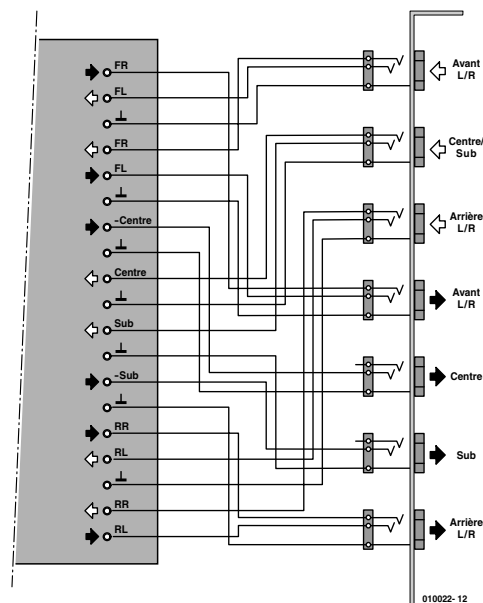 FR
FL
FR
FL
-Centre
Centre
Sub
-Sub
RR
RL
RR
RL
Avant
L/R
Centre/
Sub
Arrière
L/R
Avant
L/R
Centre
Sub
Arrière
L/R
010022- 12